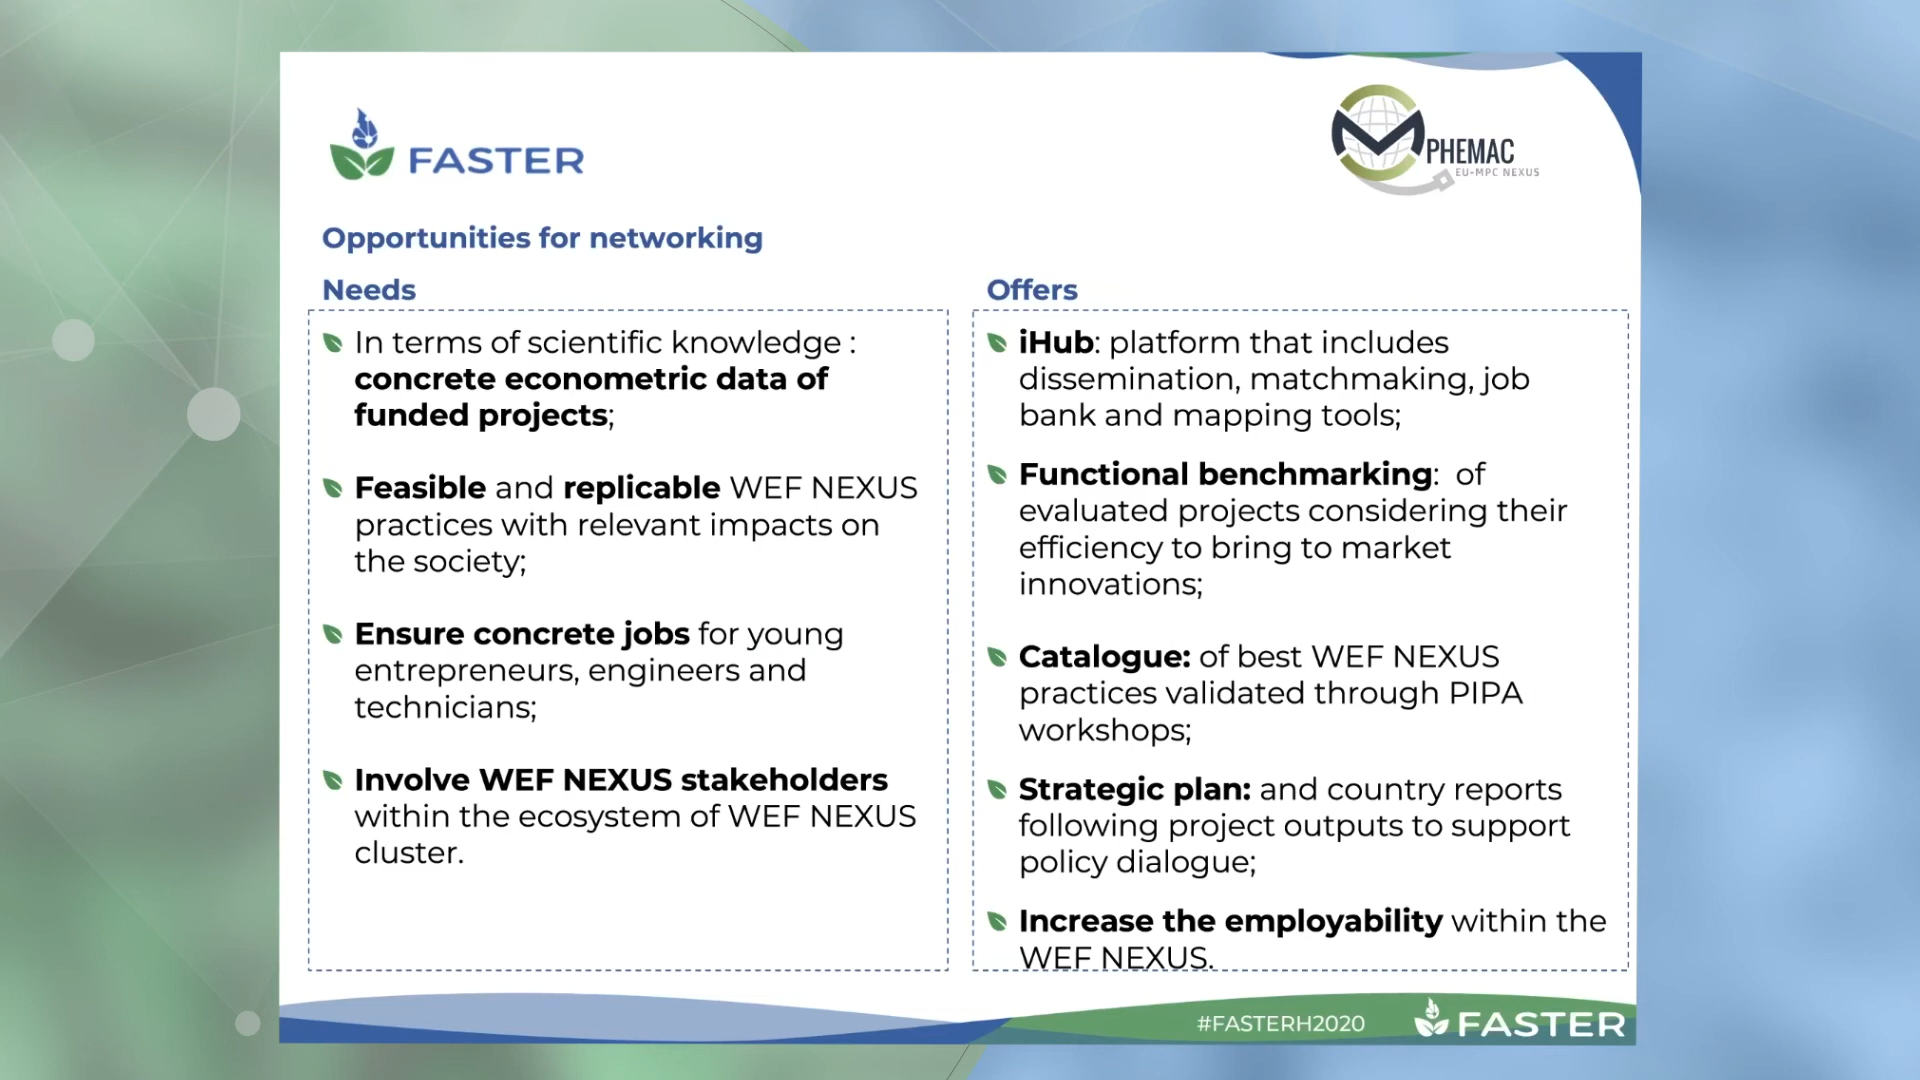 FASTER
PHEMAC
EU-MPC NEXUS
Opportunities for networking
Needs
In terms of scientific knowledge :
concrete econometric data of
funded projects;
Feasible and replicable WEF NEXUS
practices with relevant impacts on
the society;
Ensure concrete jobs for young
entrepreneurs, engineers and
technicians;
Involve WEF NEXUS stakeholders
within the ecosystem of WEF NEXUS
cluster.
Offers
iHub: platform that includes
dissemination, matchmaking, job
bank and mapping tools;
Functional benchmarking:  of
evaluated projects considering their
efficiency to bring to market
innovations;
Catalogue: of best WEF NEXUS
practices validated through PIPA
workshops;
Strategic plan: and country reports
following project outputs to support
policy dialogue;
Increase the employability within the
WEF NEXUS.
#FASTERH2020
FASTER